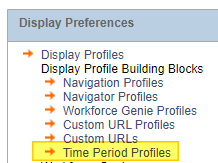 Display Preferences
Display Profiles
Display Profile Building Blocks
Navigation Profiles
Navigator Profiles
Workforce Genie Profiles
Custom URL Profiles
Custom URLs
Time Period Profiles